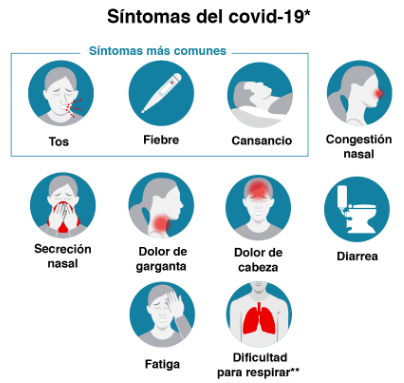 Síntomas del covid-19*
Síntomas más comunes
Tos
Fiebre
Cansancio
Congestión
nasal
Secreción
nasal
Dolor de
garganta
Dolor de
cabeza
Diarrea
Fatiga
Dificultad
para respirar**